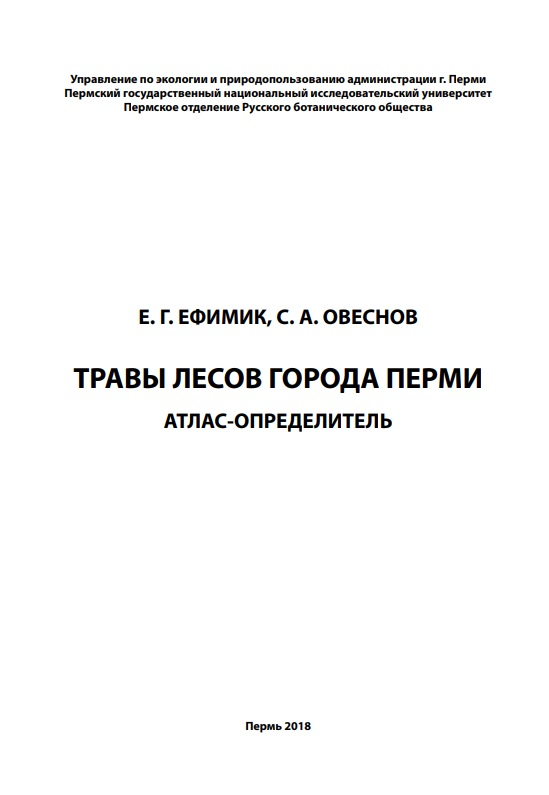 Управление по экологии и природопользованию администрации г. Перми
Пермский государственный национальный исследовательский университет
Пермское отделение Русского ботанического общества
Е. Г. ЕФИМИК, С. А. ОВЕСНОВ
ТРАВЫ ЛЕСОВ ГОРОДА ПЕРМИ
АТЛАС-ОПРЕДЕЛИТЕЛЬ
Пермь 2018